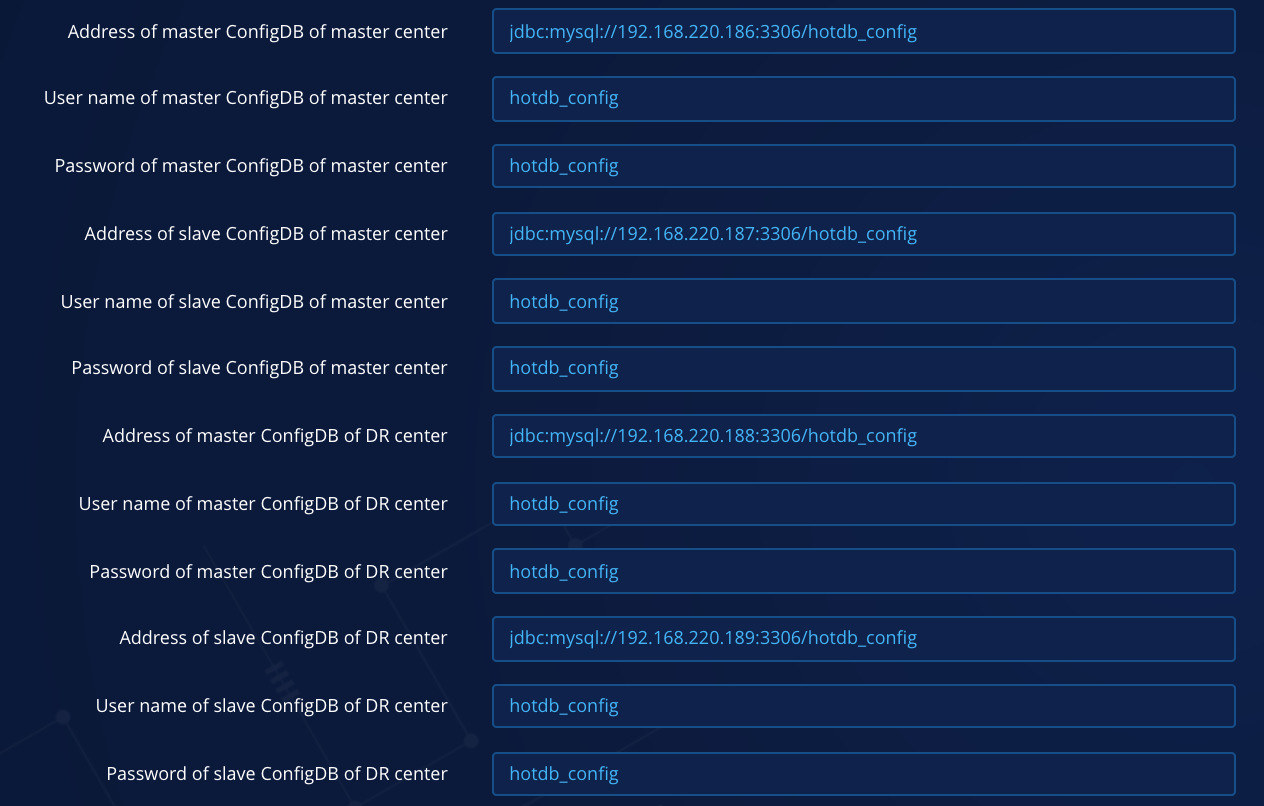 Address of master ConfigDB of master center jdbc:mysql://192.168.220.186:3306/hotdb_config
User name of master ConfigDB of master center hotdb_config
Password of master ConfigDB of master center hotdb_config
Address of slave ConfigDB of master center jdbc:mysql://192.168.220.187:3306/hotdb_config
User name of slave ConfigDB of master center hotdb_config
Password of slave ConfigDB of master center hotdb_config
Address of master ConfigDB of DR center jdbc:mysql://192.168.220.188:3306/hotdb_config
User name of master ConfigDB of DR center hotdb_config
Password of master ConfigDB of DR center hotdb_config
Address of slave ConfigDB of DR center jdbc:mysql://192.168.220.189:3306/hotdb_config
User name of slave ConfigDB of DR center hotdb_config
Password of slave ConfigDB of DR center hotdb_config